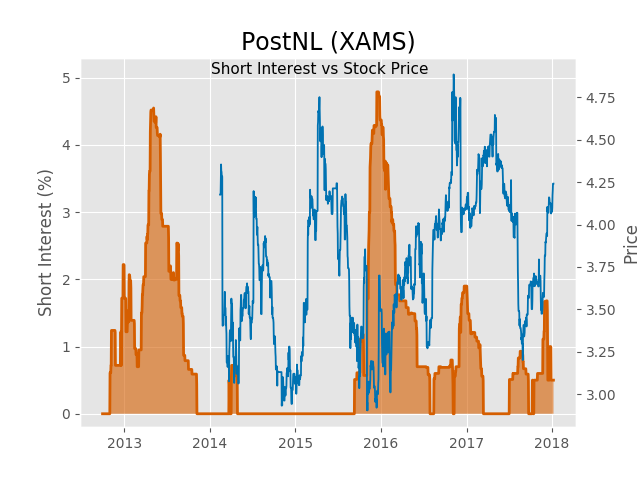 PostNL (XAMS)
Short Interest vs Stock Price
Short Interest (%)
5
4
3
2
1
0
4.75
4.50
4.25
4.00
3.75
3.50
3.25
3.00
Price
2013 2014 2015 2016 2017 2018